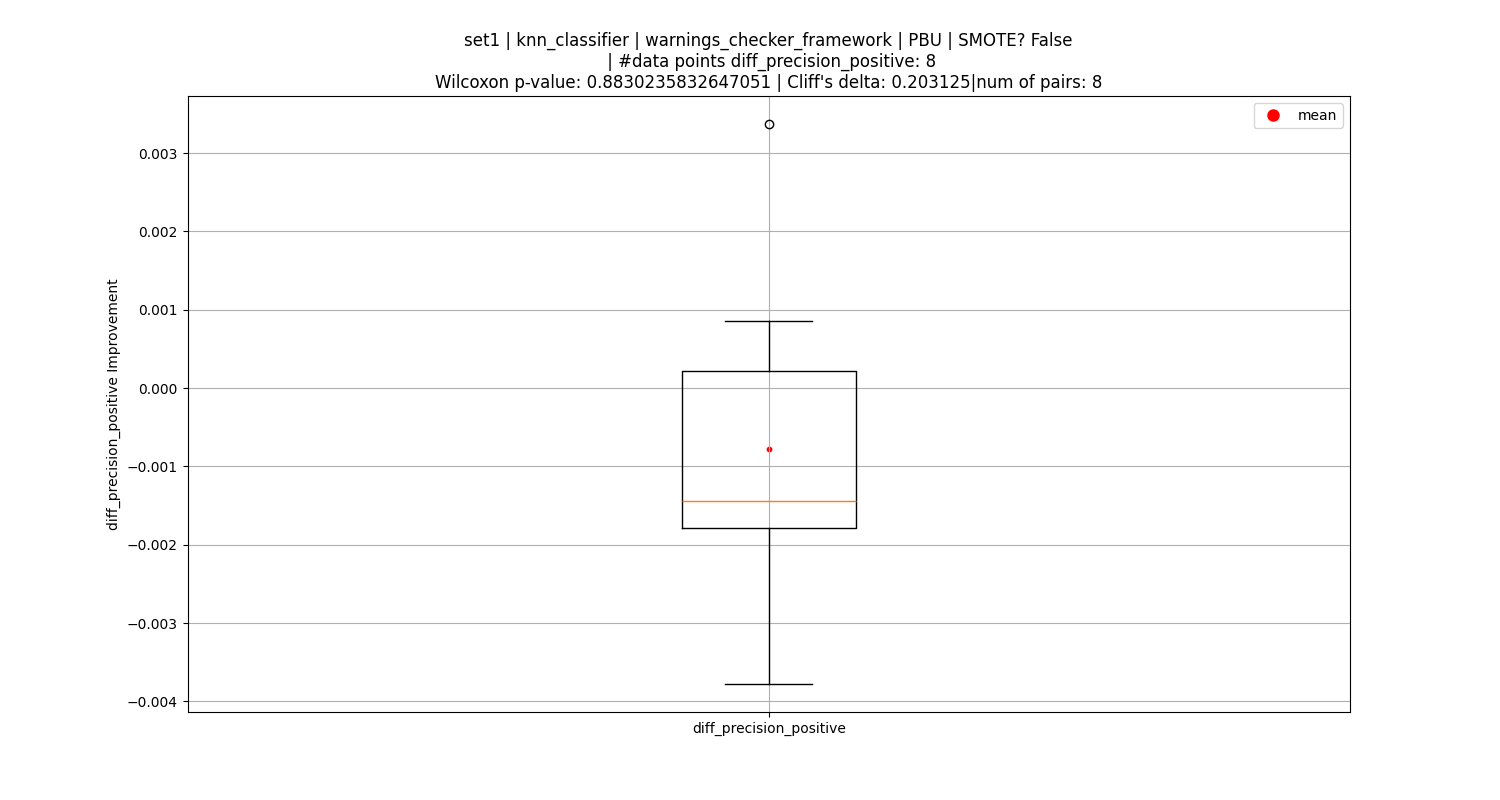 set1 | knn_classifier | warnings_checker_framework | PBU | SMOTE? False
| #data points diff_precision_positive: 8
Wilcoxon p-value: 0.8830235832647051 | Cliff's delta: 0.203125|num of pairs: 8
mean
0.003
0.002
0.001
0.000
−0.001
−0.002
−0.003
−0.004
diff_precision_positive Improvement
diff_precision_positive